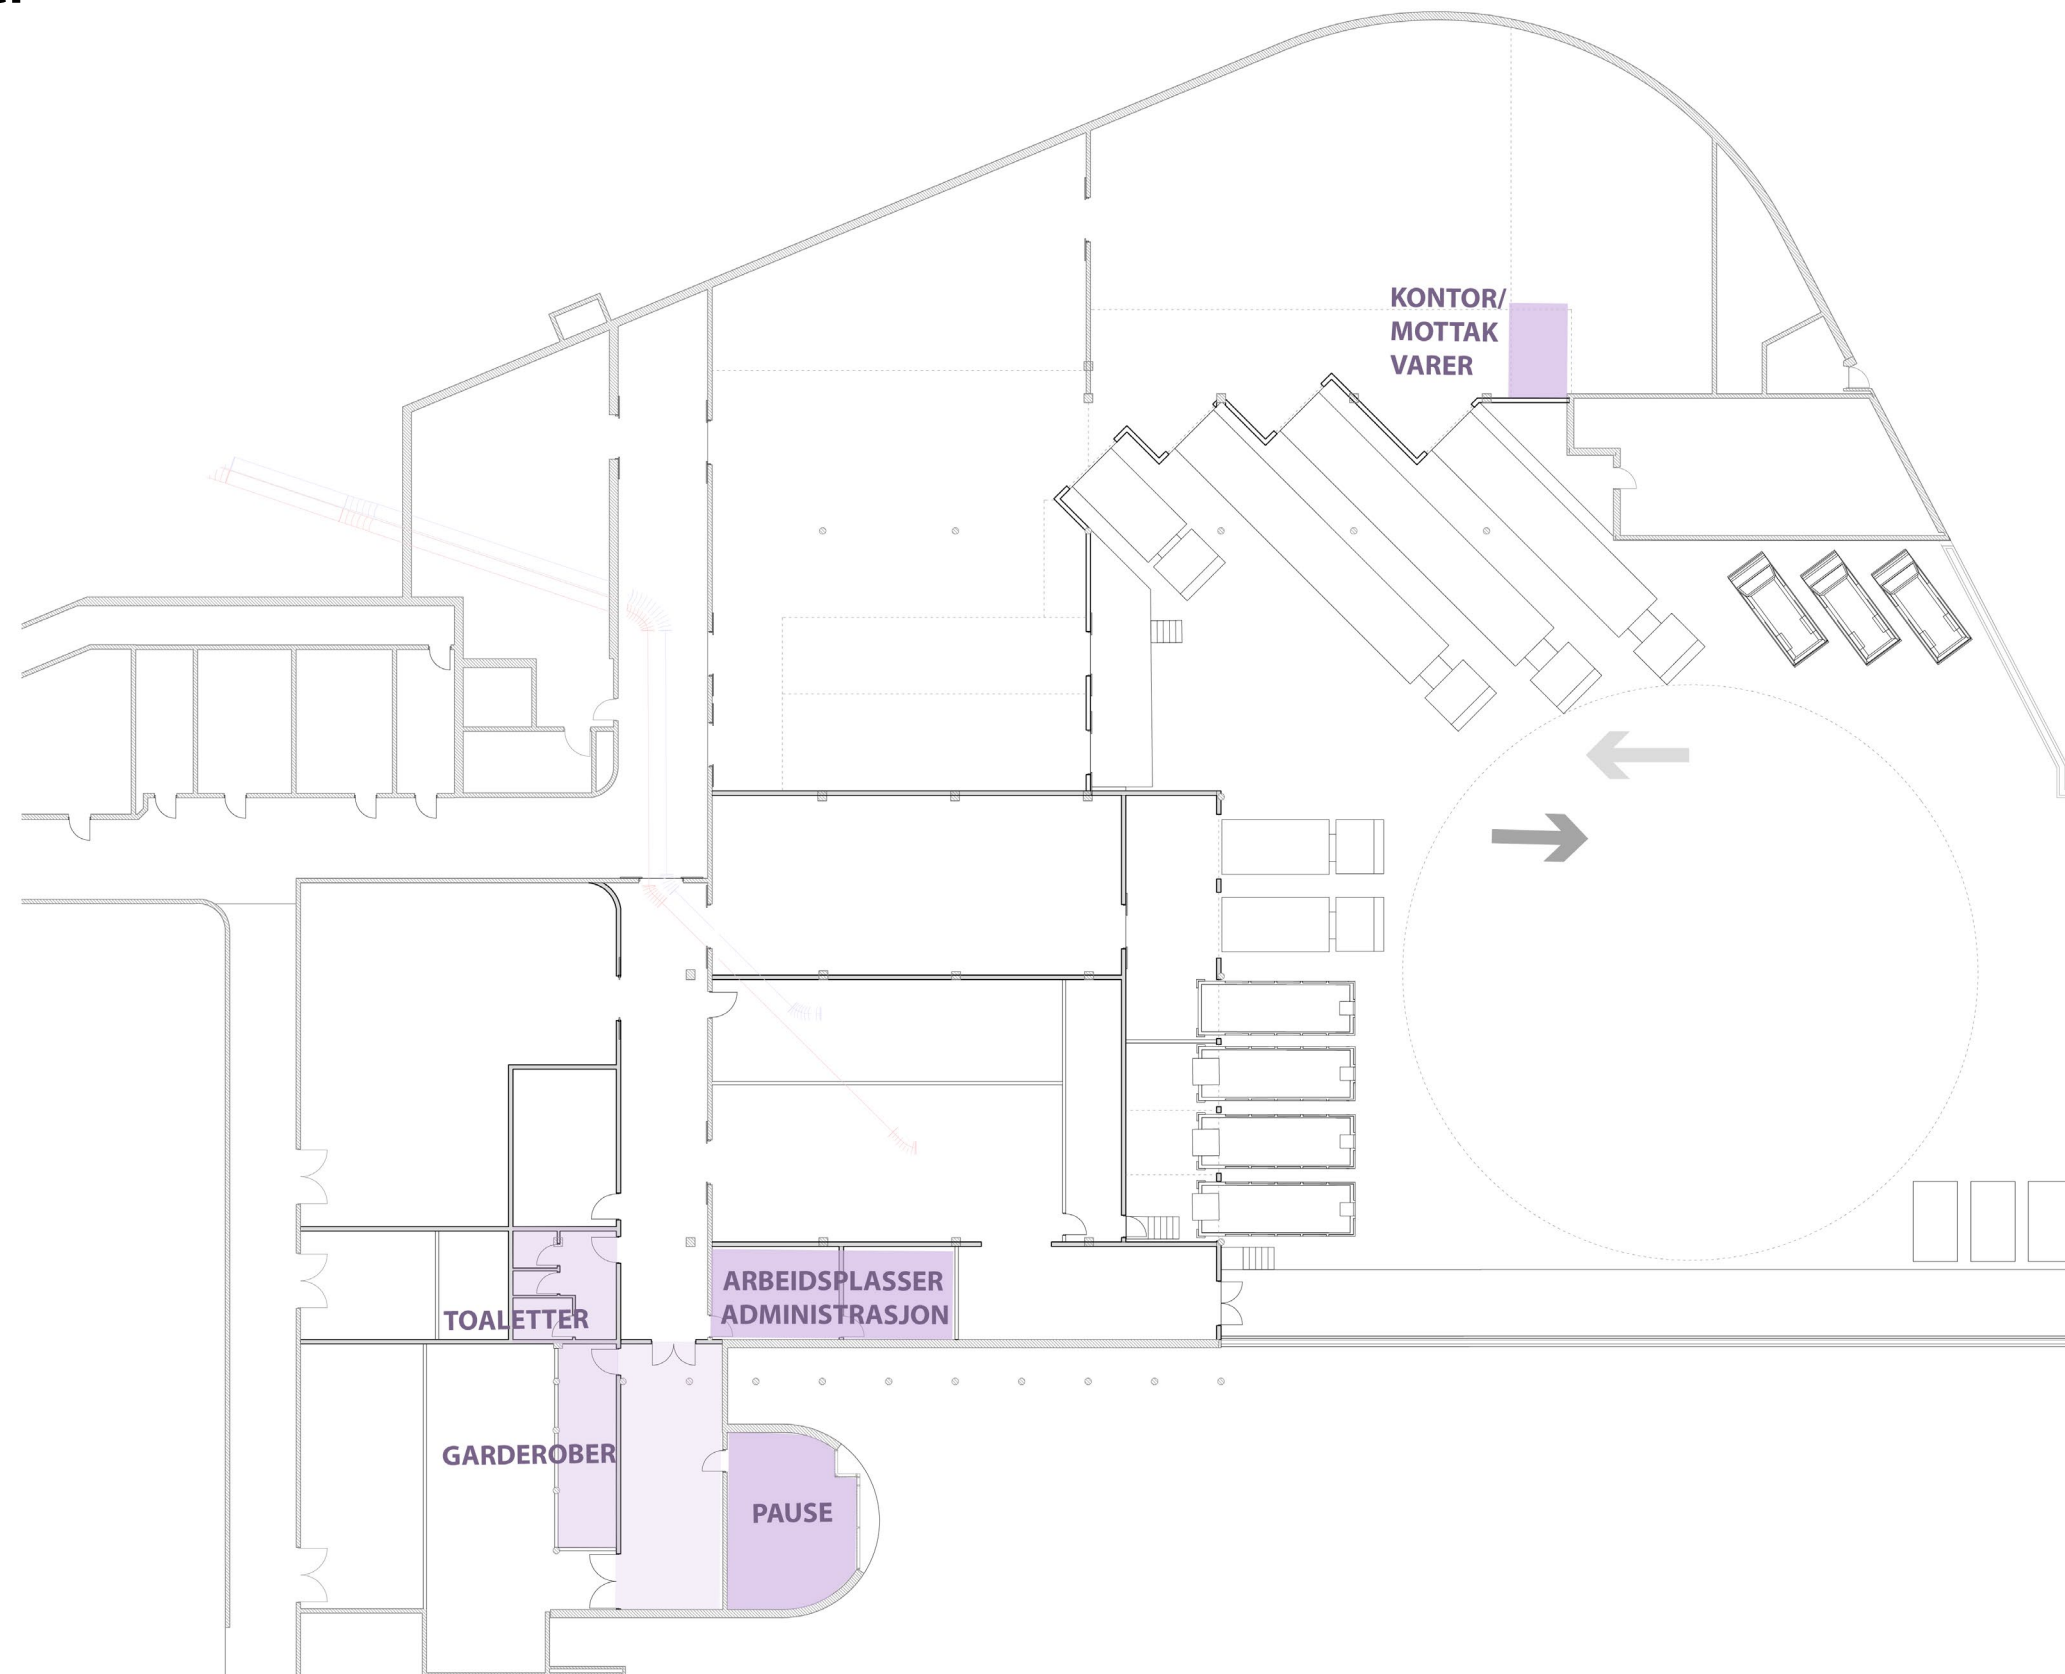 KONTOR/
MOTTAK
VARER
ARBEIDSPLASSER
ADMINISTRASJON
TOALETTER
GARDEROBER
PAUSE